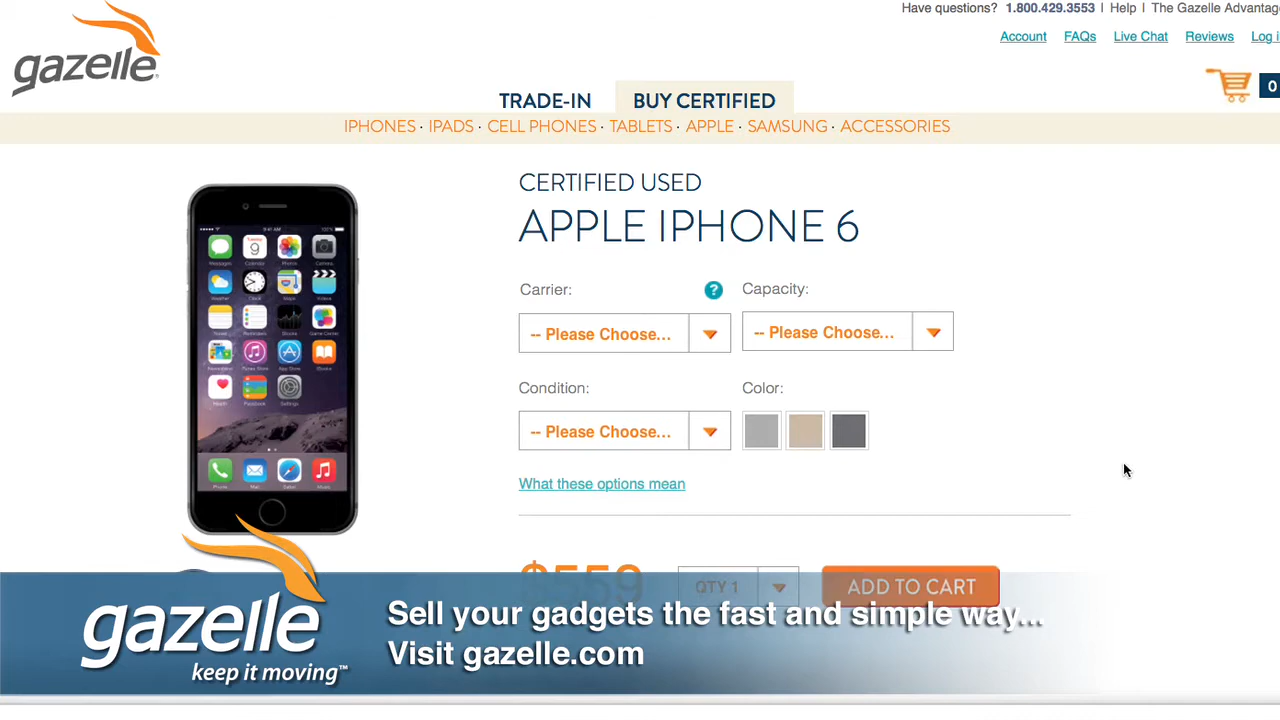 gazelle
Have questions? 1.800.429.3553 | Help | The Gazelle Advantag
Account FAQs Live Chat Reviews Log i
0
TRADE-IN BUY CERTIFIED
IPHONES · IPADS · CELL PHONES · TABLETS · APPLE · SAMSUNG · ACCESSORIES
CERTIFIED USED
APPLE IPHONE 6
Carrier: ? Capacity:
-- Please Choose... -- Please Choose...
Condition: Color:
-- Please Choose...
What these options mean
$559 QTY 1 ADD TO CART
gazelle
keep it moving™
Sell your gadgets the fast and simple way...
Visit gazelle.com